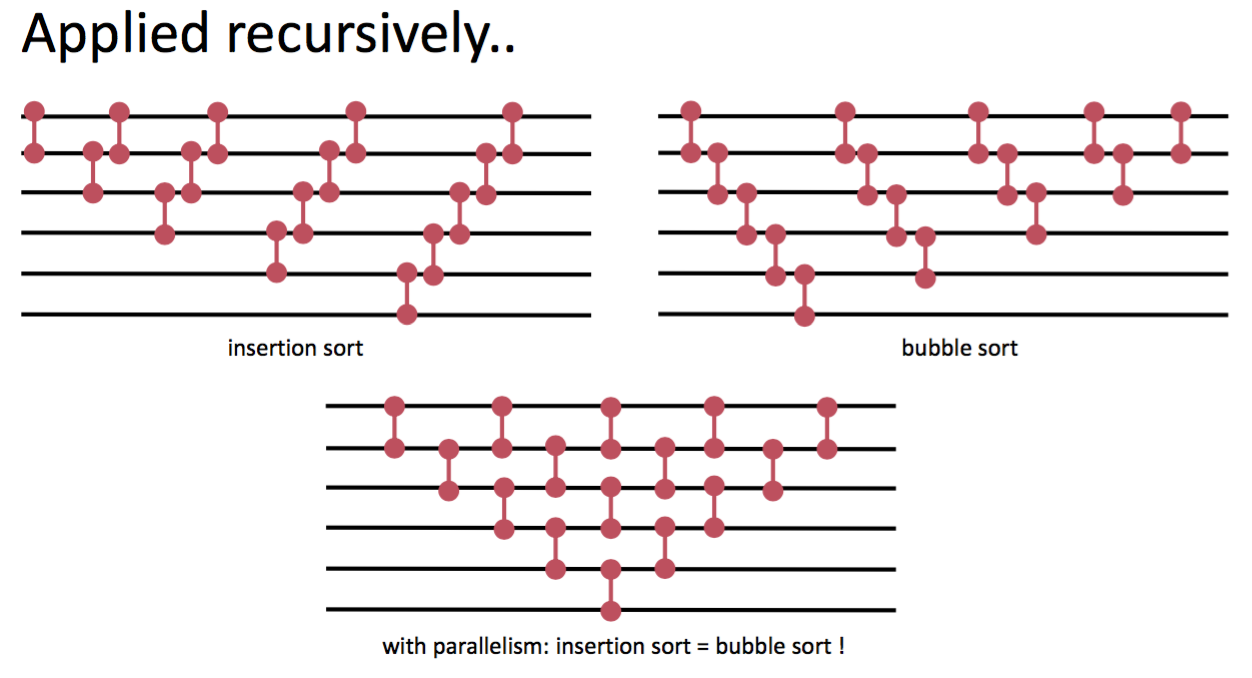 Applied recursively..
insertion sort
bubble sort
with parallelism: insertion sort = bubble sort !